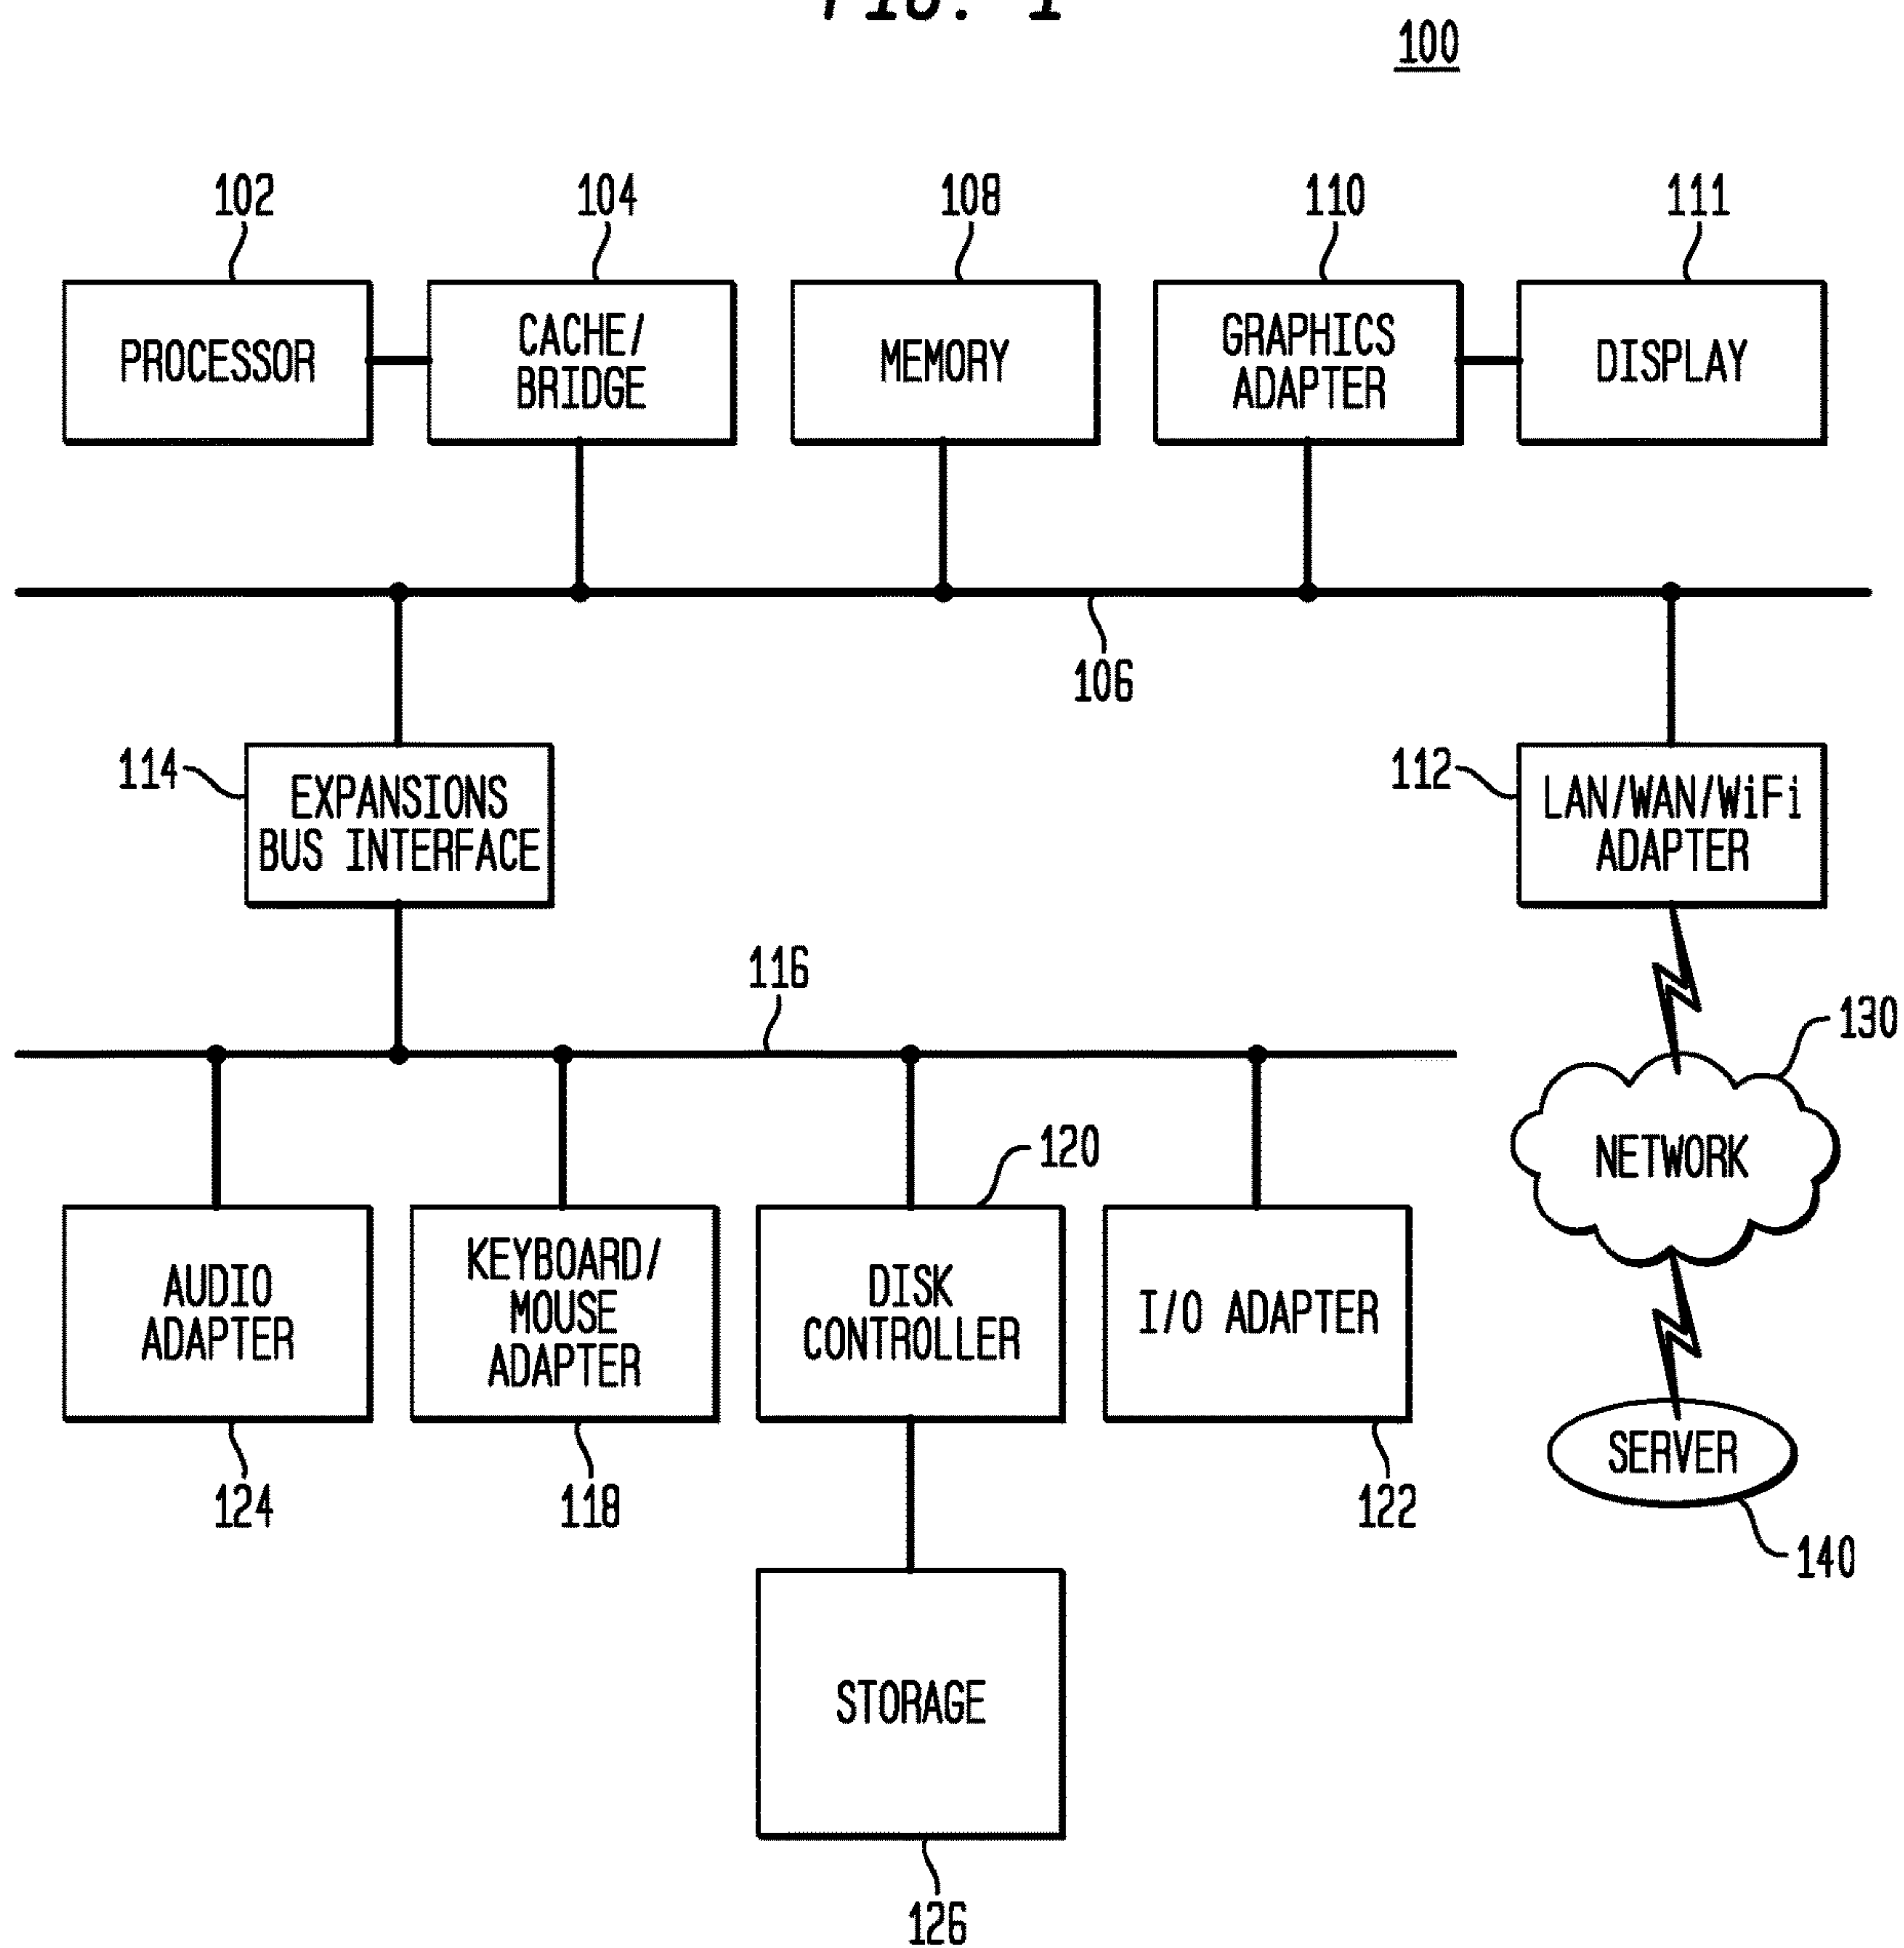 FIG. 1
100
102
104
108
110
111
PROCESSOR
CACHE/
BRIDGE
MEMORY
GRAPHICS
ADAPTER
DISPLAY
106
114
EXPANSIONS
BUS INTERFACE
112
LAN/WAN/WiFi
ADAPTER
116
130
NETWORK
120
AUDIO
ADAPTER
KEYBOARD/
MOUSE
ADAPTER
DISK
CONTROLLER
I/O ADAPTER
SERVER
124
118
122
140
STORAGE
126